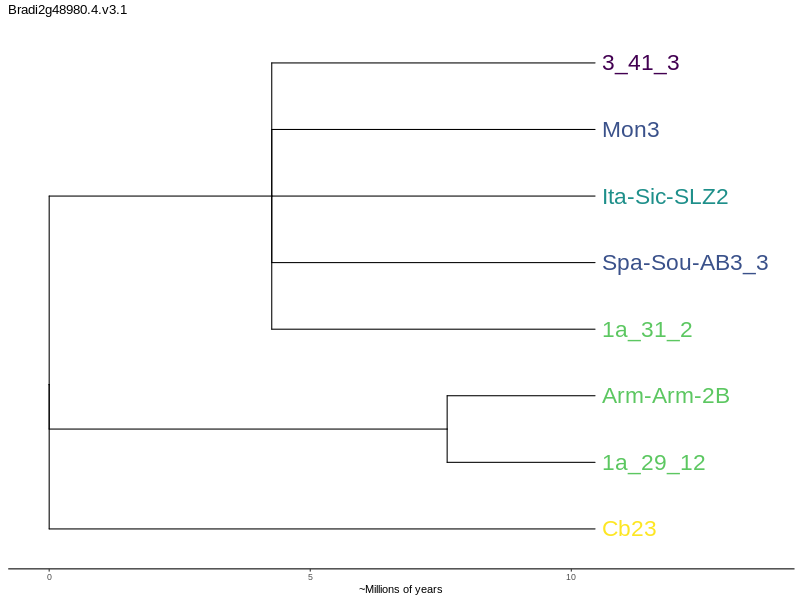 Bradi2g48980.4.v3.1
3_41_3
Mon3
Ita-Sic-SLZ2
Spa-Sou-AB3_3
1a_31_2
Arm-Arm-2B
1a_29_12
Cb23
0 5 10
~Millions of years